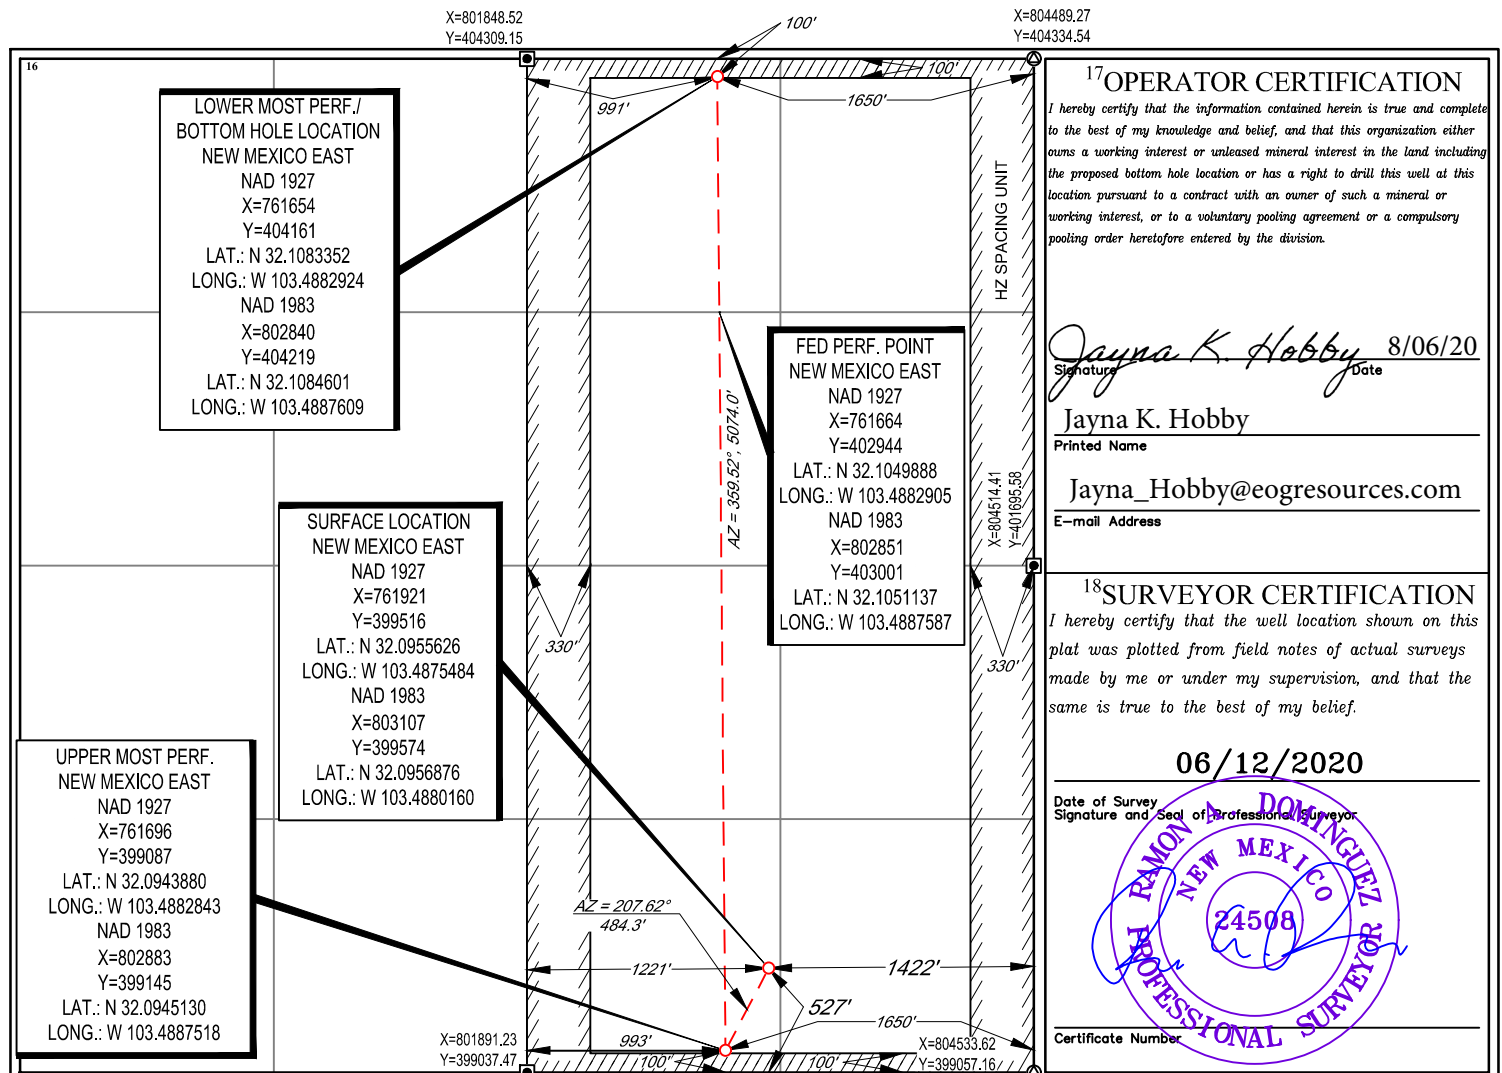 X=801848.52
Y=404309.15
100'
X=804489.27
Y=404334.54
16
100'
991'
1650'
LOWER MOST PERF./
BOTTOM HOLE LOCATION
NEW MEXICO EAST
NAD 1927
X=761654
Y=404161
LAT.: N 32.1083352
LONG.: W 103.4882924
NAD 1983
X=802840
Y=404219
LAT.: N 32.1084601
LONG.: W 103.4887609
HZ SPACING UNIT
FED PERF. POINT
NEW MEXICO EAST
NAD 1927
X=761664
Y=402944
LAT.: N 32.1049888
LONG.: W 103.4882905
NAD 1983
X=802851
Y=403001
LAT.: N 32.1051137
LONG.: W 103.4887587
AZ = 359.52°, 5074.0'
X=804514.41
Y=401695.58
SURFACE LOCATION
NEW MEXICO EAST
NAD 1927
X=761921
Y=399516
LAT.: N 32.0955626
LONG.: W 103.4875484
NAD 1983
X=803107
Y=399574
LAT.: N 32.0956876
LONG.: W 103.4880160
330'
330'
UPPER MOST PERF.
NEW MEXICO EAST
NAD 1927
X=761696
Y=399087
LAT.: N 32.0943880
LONG.: W 103.4882843
NAD 1983
X=802883
Y=399145
LAT.: N 32.0945130
LONG.: W 103.4887518
AZ = 207.62°
484.3'
1221'
1422'
527'
1650'
993'
100'
100'
X=801891.23
Y=399037.47
X=804533.62
Y=399057.16
17 OPERATOR CERTIFICATION
I hereby certify that the information contained herein is true and complete
to the best of my knowledge and belief, and that this organization either
owns a working interest or unleased mineral interest in the land including
the proposed bottom hole location or has a right to drill this well at this
location pursuant to a contract with an owner of such a mineral or
working interest, or to a voluntary pooling agreement or a compulsory
pooling order heretofore entered by the division.
Jayna K. Hobby 8/06/20
Signature Date
Jayna K. Hobby
Printed Name
Jayna_Hobby@eogresources.com
E-mail Address
18 SURVEYOR CERTIFICATION
I hereby certify that the well location shown on this
plat was plotted from field notes of actual surveys
made by me or under my supervision, and that the
same is true to the best of my belief.
06/12/2020
Date of Survey
Signature and Seal of Professional Surveyor
RAMON A. DOMINGUEZ
NEW MEXICO
24508
PROFESSIONAL SURVEYOR
Certificate Number